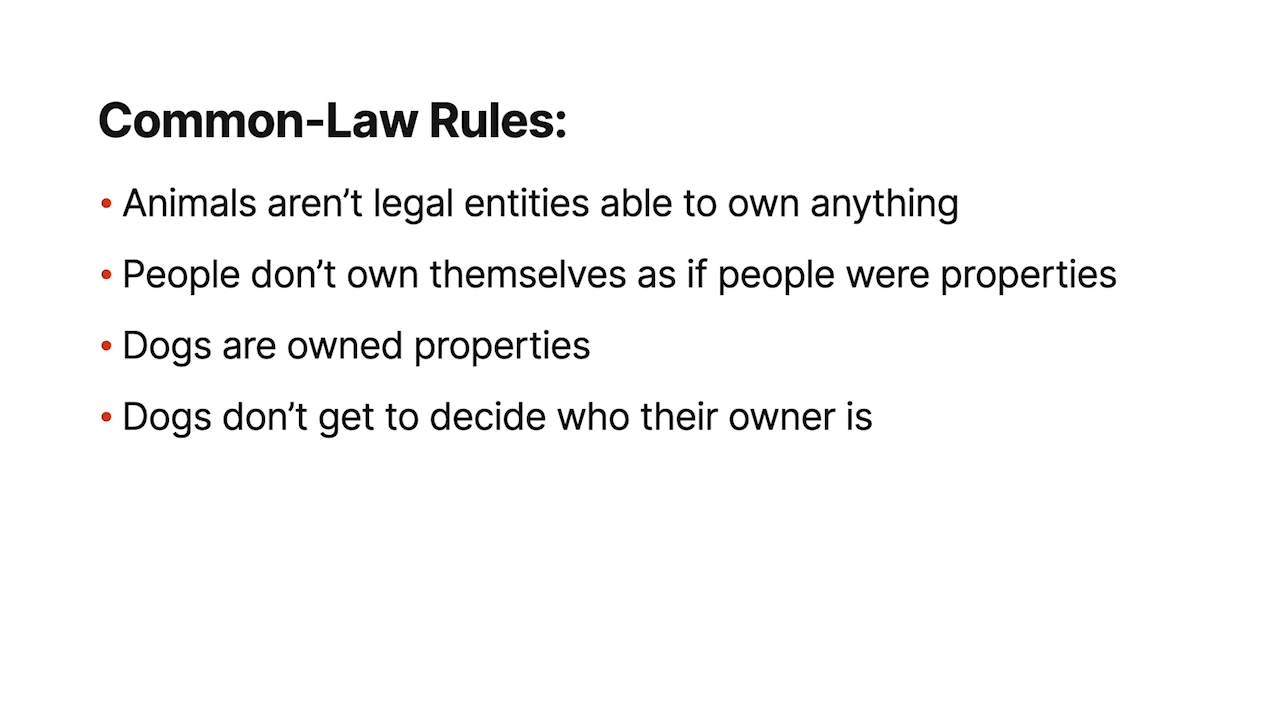 Common-Law Rules:
• Animals aren’t legal entities able to own anything
• People don’t own themselves as if people were properties
• Dogs are owned properties
• Dogs don’t get to decide who their owner is